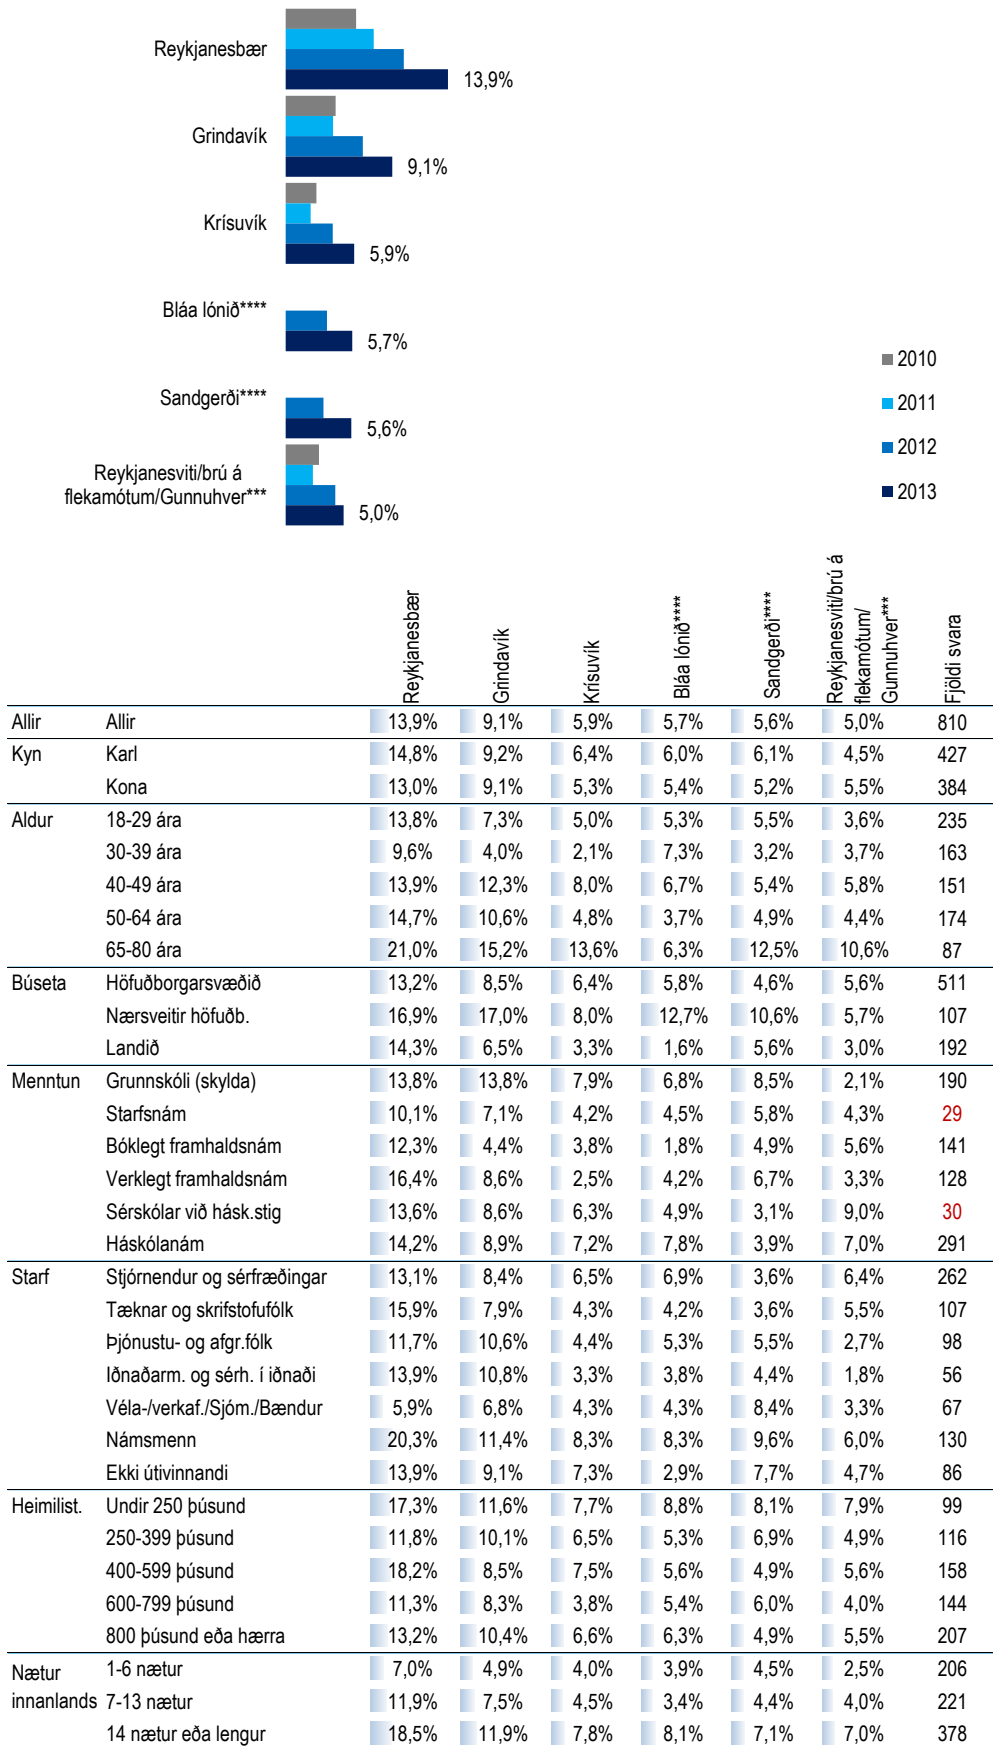 Reykjanesbær
13,9%
Grindavík
9,1%
Krísuvík
5,9%
Bláa lónið****
5,7%
Sandgerði****
5,6%
Reykjanesviti/brú á
flekamótum/Gunnuhver***
5,0%
2010
2011
2012
2013
Reykjanesbær
Grindavík
Krísuvík
Bláa lónið****
Sandgerði****
Reykjanesviti/brú á
flekamótum/
Gunnuhver***
Fjöldi svara
Allir Allir 13,9% 9,1% 5,9% 5,7% 5,6% 5,0% 810
Kyn Karl 14,8% 9,2% 6,4% 6,0% 6,1% 4,5% 427
Kona 13,0% 9,1% 5,3% 5,4% 5,2% 5,5% 384
Aldur 18-29 ára 13,8% 7,3% 5,0% 5,3% 5,5% 3,6% 235
30-39 ára 9,6% 4,0% 2,1% 7,3% 3,2% 3,7% 163
40-49 ára 13,9% 12,3% 8,0% 6,7% 5,4% 5,8% 151
50-64 ára 14,7% 10,6% 4,8% 3,7% 4,9% 4,4% 174
65-80 ára 21,0% 15,2% 13,6% 6,3% 12,5% 10,6% 87
Búseta Höfuðborgarsvæðið 13,2% 8,5% 6,4% 5,8% 4,6% 5,6% 511
Nærsveitir höfuðb. 16,9% 17,0% 8,0% 12,7% 10,6% 5,7% 107
Landið 14,3% 6,5% 3,3% 1,6% 5,6% 3,0% 192
Menntun Grunnskóli (skylda) 13,8% 13,8% 7,9% 6,8% 8,5% 2,1% 190
Starfsnám 10,1% 7,1% 4,2% 4,5% 5,8% 4,3% 29
Bóklegt framhaldsnám 12,3% 4,4% 3,8% 1,8% 4,9% 5,6% 141
Verklegt framhaldsnám 16,4% 8,6% 2,5% 4,2% 6,7% 3,3% 128
Sérskólar við hásk.stig 13,6% 8,6% 6,3% 4,9% 3,1% 9,0% 30
Háskólanám 14,2% 8,9% 7,2% 7,8% 3,9% 7,0% 291
Starf Stjórnendur og sérfræðingar 13,1% 8,4% 6,5% 6,9% 3,6% 6,4% 262
Tæknar og skrifstofufólk 15,9% 7,9% 4,3% 4,2% 3,6% 5,5% 107
Þjónustu- og afgr.fólk 11,7% 10,6% 4,4% 5,3% 5,5% 2,7% 98
Iðnaðarm. og sérh. í iðnaði 13,9% 10,8% 3,3% 3,8% 4,4% 1,8% 56
Véla-/verkaf./Sjóm./Bændur 5,9% 6,8% 4,3% 4,3% 8,4% 3,3% 67
Námsmenn 20,3% 11,4% 8,3% 8,3% 9,6% 6,0% 130
Ekki útivinnandi 13,9% 9,1% 7,3% 2,9% 7,7% 4,7% 86
Heimilist. Undir 250 þúsund 17,3% 11,6% 7,7% 8,8% 8,1% 7,9% 99
250-399 þúsund 11,8% 10,1% 6,5% 5,3% 6,9% 4,9% 116
400-599 þúsund 18,2% 8,5% 7,5% 5,6% 4,9% 5,6% 158
600-799 þúsund 11,3% 8,3% 3,8% 5,4% 6,0% 4,0% 144
800 þúsund eða hærra 13,2% 10,4% 6,6% 6,3% 4,9% 5,5% 207
Nætur 1-6 nætur 7,0% 4,9% 4,0% 3,9% 4,5% 2,5% 206
innanlands 7-13 nætur 11,9% 7,5% 4,5% 3,4% 4,4% 4,0% 221
14 nætur eða lengur 18,5% 11,9% 7,8% 8,1% 7,1% 7,0% 378